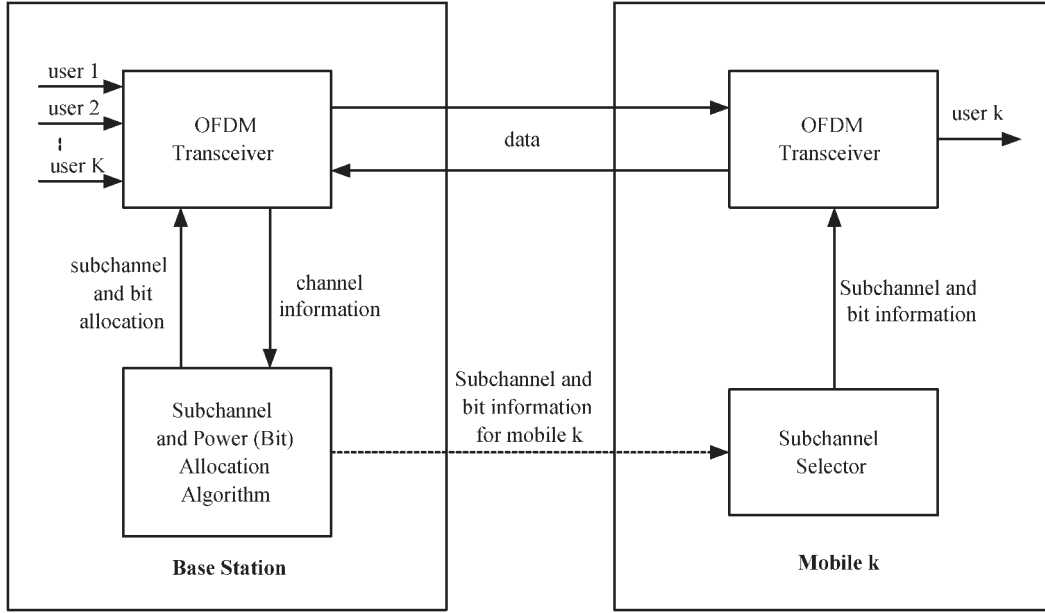 user 1
user 2
user K
OFDM
Transceiver
data
OFDM
Transceiver
user k
subchannel
and bit
allocation
channel
information
Subchannel and
bit information
Subchannel
and Power (Bit)
Allocation
Algorithm
Subchannel and
bit information
for mobile k
Subchannel
Selector
Base Station
Mobile k